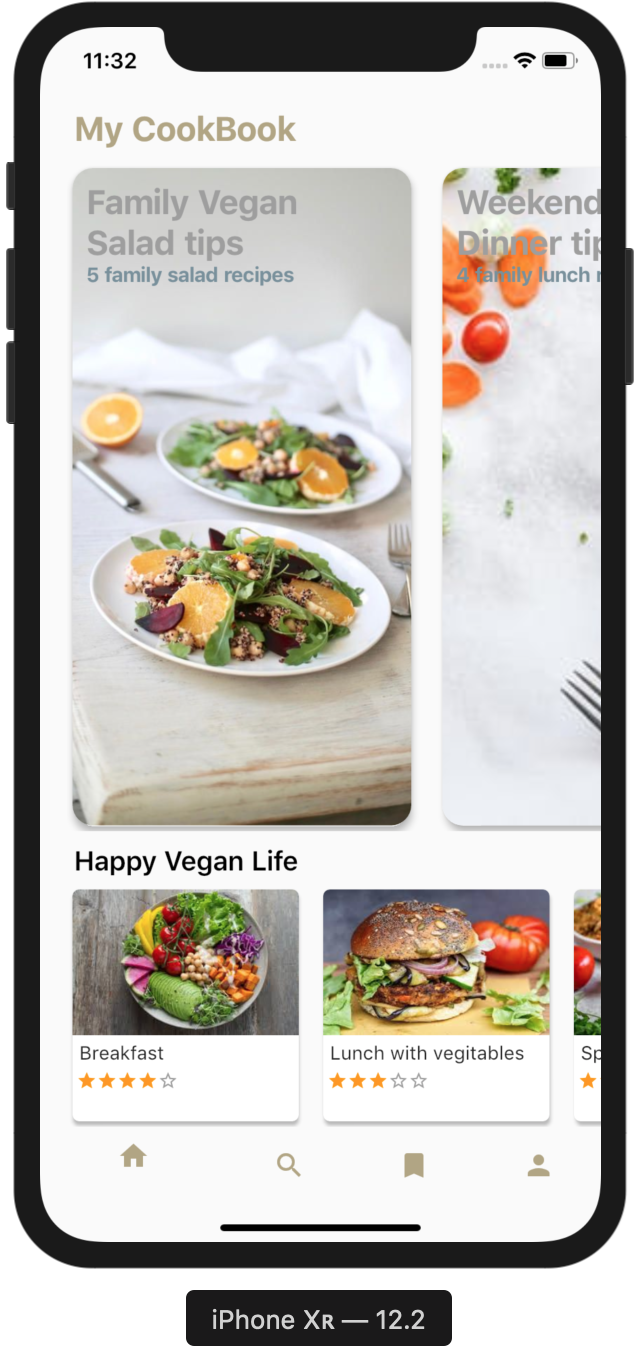 11:32
My CookBook
Family Vegan
Salad tips
5 family salad recipes
Weekend
Dinner tip
4 family lunch r
Happy Vegan Life
Breakfast
Lunch with vegitables
Sp
iPhone XR — 12.2